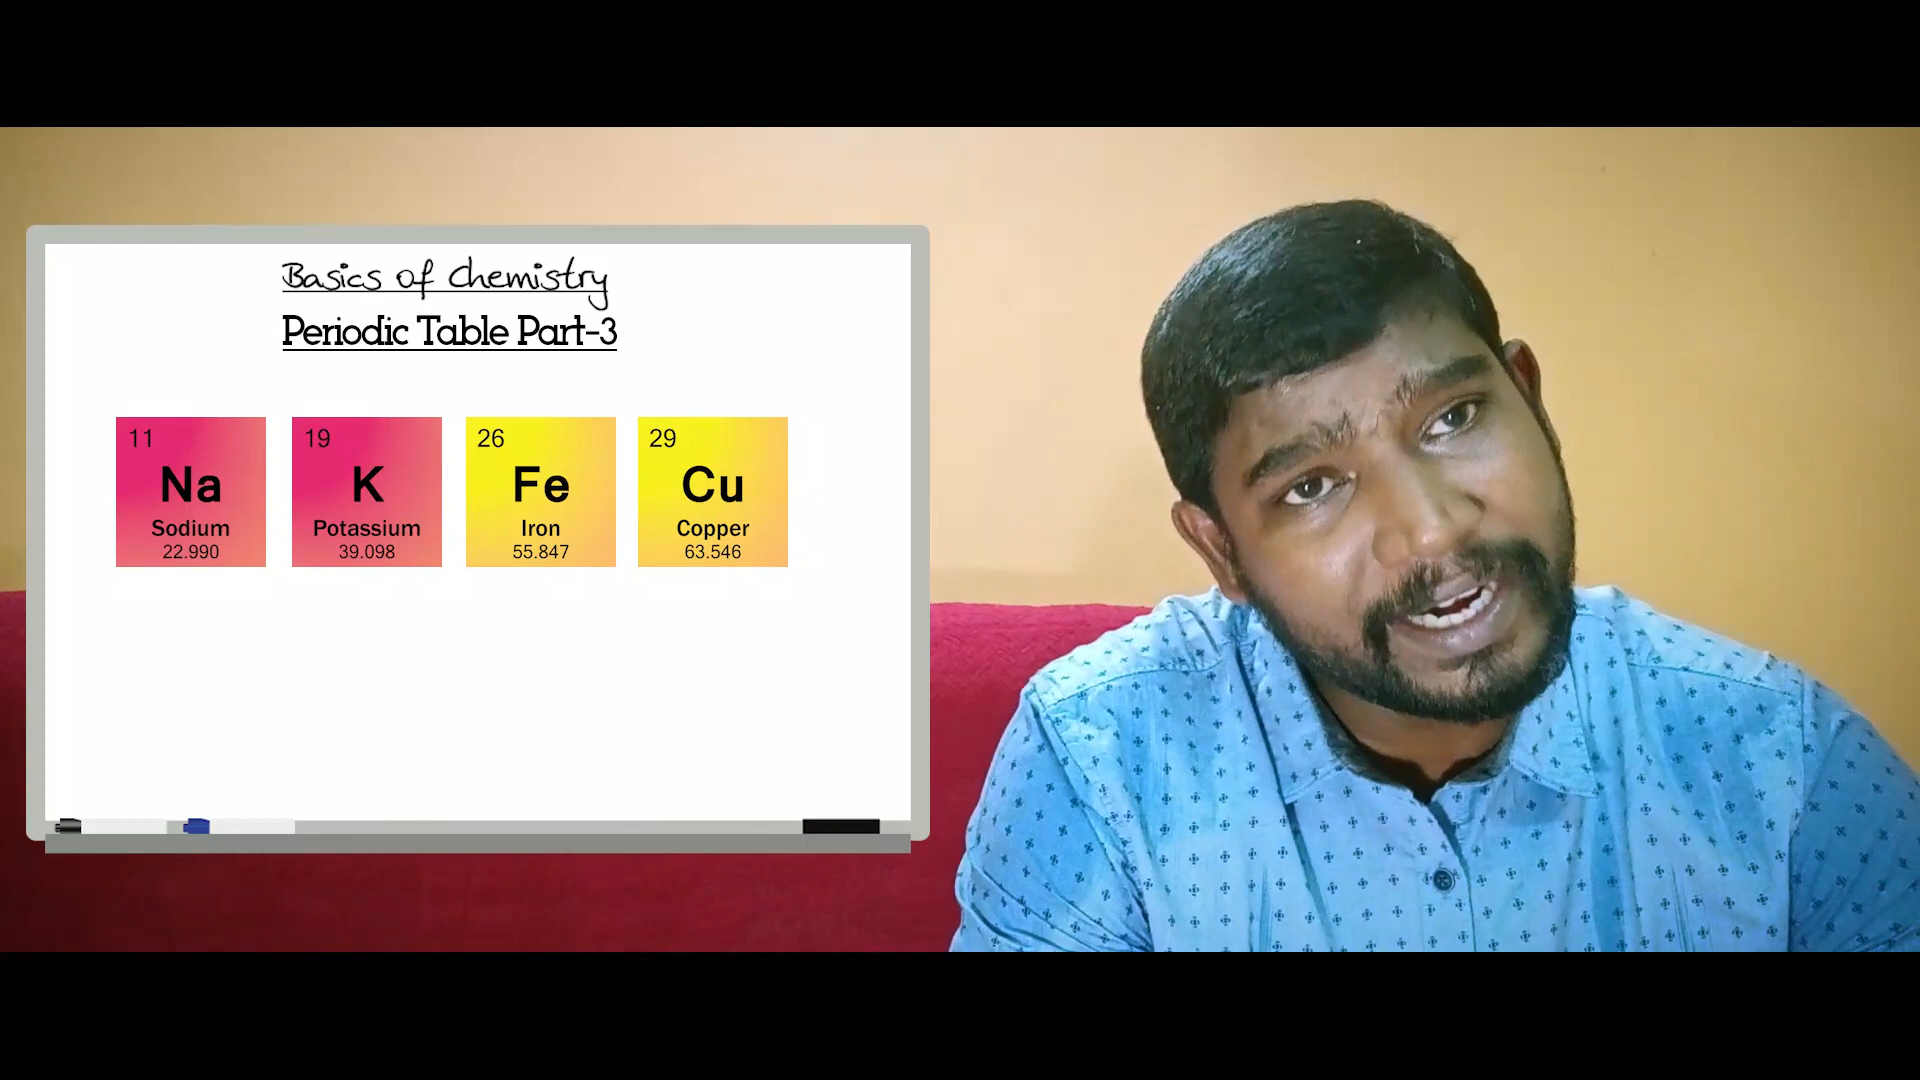 Basics of Chemistry
Periodic Table Part-3
11
Na
Sodium
22.990
19
K
Potassium
39.098
26
Fe
Iron
55.847
29
Cu
Copper
63.546